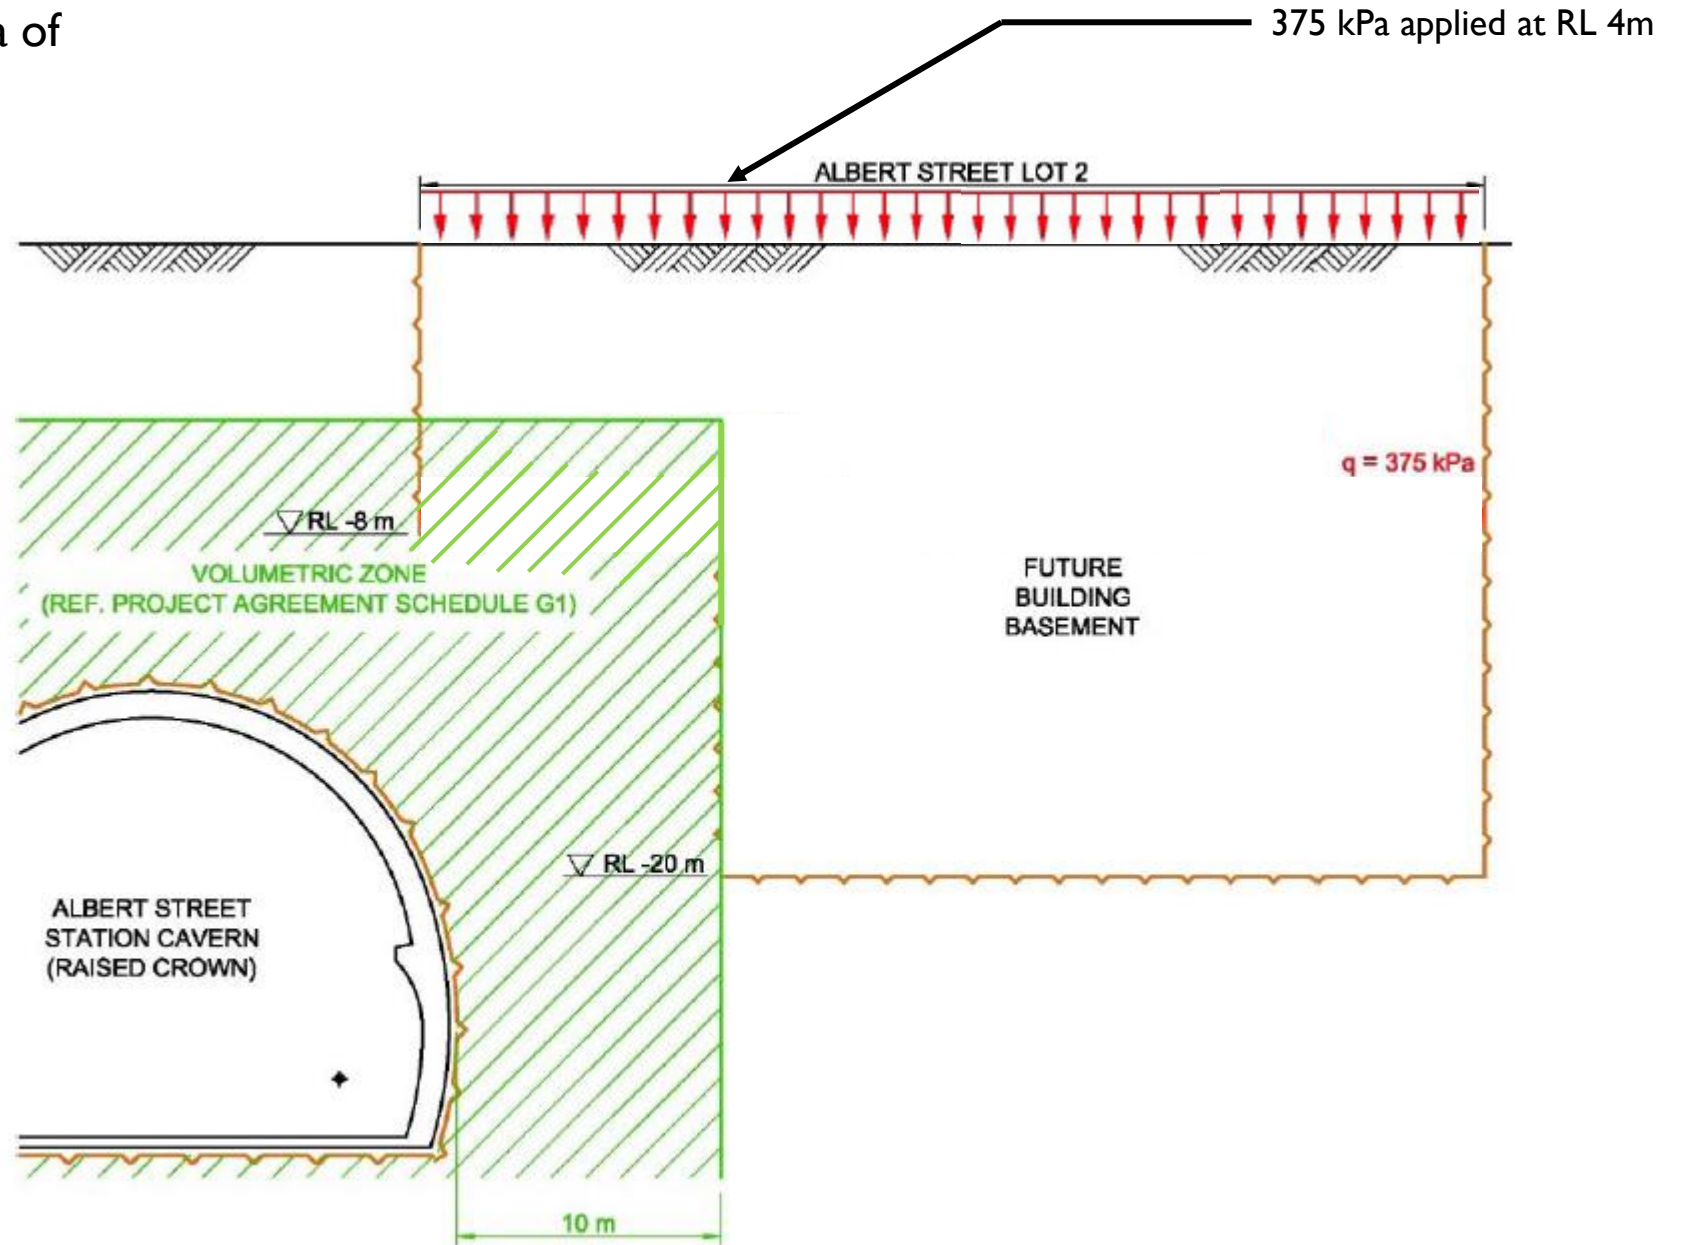 a of
375 kPa applied at RL 4m
ALBERT STREET LOT 2
q = 375 kPa
RL -8 m
VOLUMETRIC ZONE
(REF. PROJECT AGREEMENT SCHEDULE G1)
FUTURE
BUILDING
BASEMENT
RL -20 m
ALBERT STREET
STATION CAVERN
(RAISED CROWN)
10 m